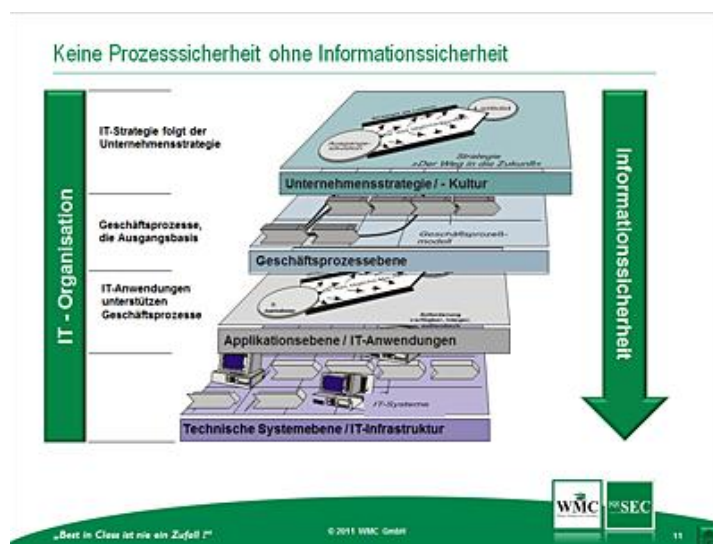 Keine Prozesssicherheit ohne Informationssicherheit
IT - Organisation
IT-Strategie folgt der
Unternehmensstrategie
Geschäftsprozesse,
die Ausgangsbasis
IT-Anwendungen
unterstützen
Geschäftsprozesse
Strategie
»Der Weg in die Zukunft«
Unternehmensstrategie / - Kultur
Geschäftsprozeß-
modell
Geschäftsprozessebene
Applikationsebene / IT-Anwendungen
IT-Systeme
Technische Systemebene / IT-Infrastruktur
Informationssicherheit
WMC
SEC
„Best in Class ist nie ein Zufall !"
© 2011 WMC GmbH
11